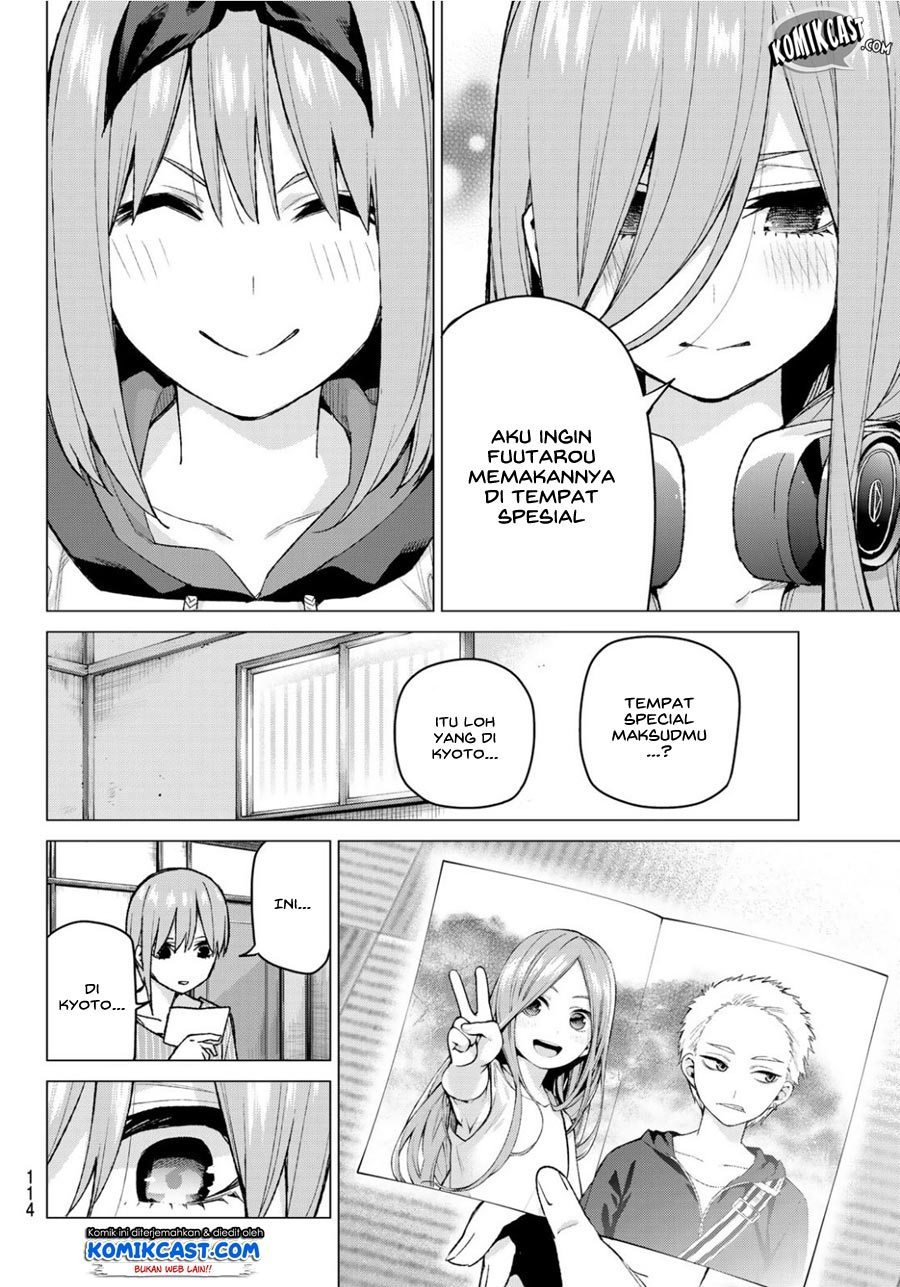 KOMIKCAST.COM
AKU INGIN
FUUTAROU
MEMAKANNYA
DI TEMPAT
SPESIAL
TEMPAT
SPECIAL
MAKSUDMU
...?
ITU LOH
YANG DI
KYOTO...
INI...
DI
KYOTO...
114
Komik ini diterjemahkan & diedit oleh
KOMIKCAST.COM
BUKAN WEB LAIN!!